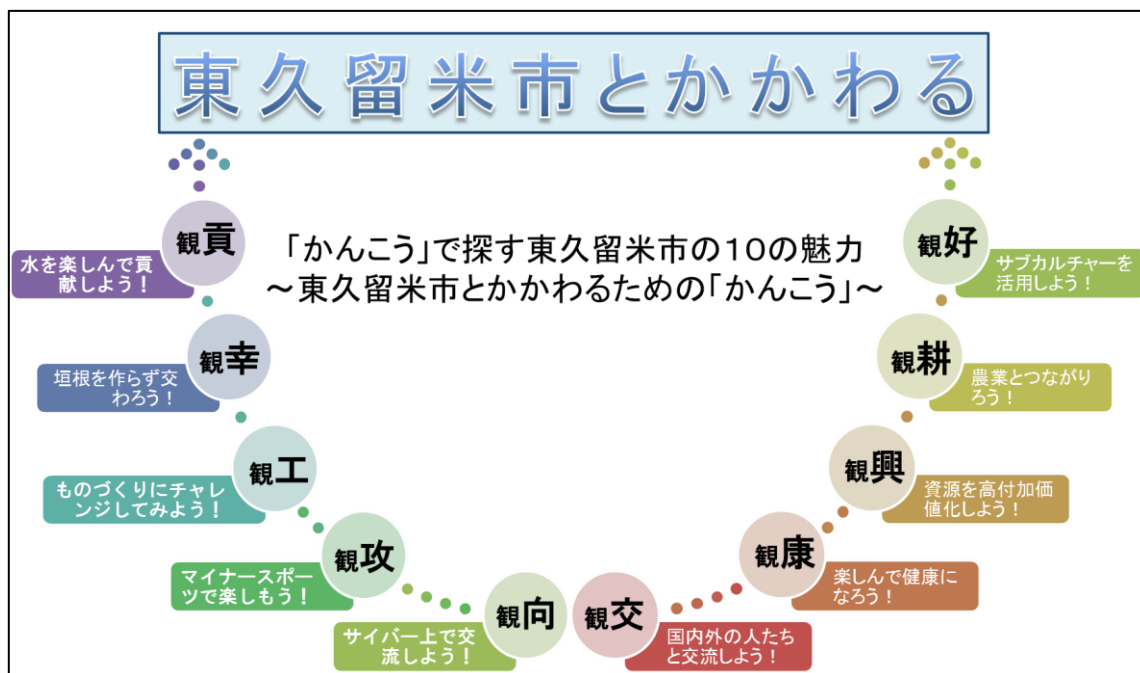 東久留米市とかかわる
「かんこう」で探す東久留米市の10の魅力
～東久留米市とかかわるための「かんこう」～
観貢
水を楽しんで貢
献しよう！
観幸
垣根を作らず交
わろう！
観工
ものづくりにチャレ
ンジしてみよう！
観攻
マイナースポー
ツで楽しもう！
観向
サイバー上で交
流しよう！
観交
国内外の人たち
と交流しよう！
観康
楽しんで健康に
なろう！
観興
資源を高付加価
値化しよう！
観耕
農業とつながり
ろう！
観好
サブカルチャーを
活用しよう！